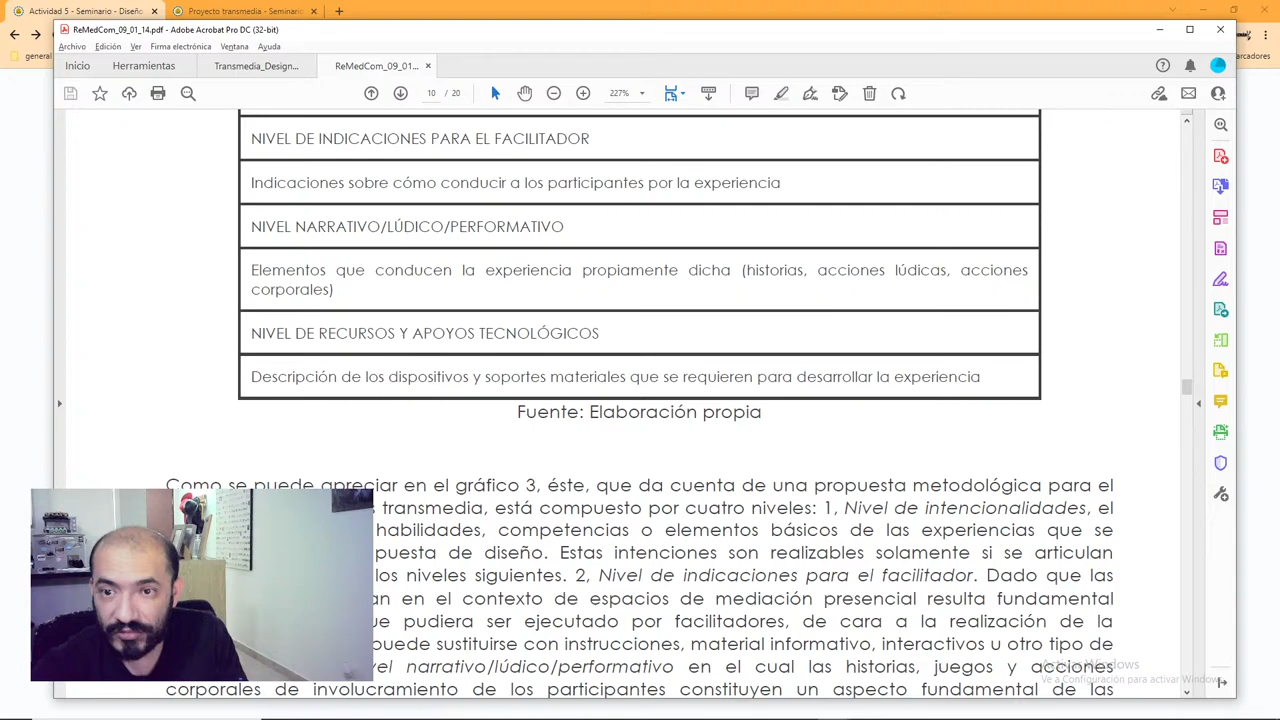 Actividad 5 - Seminario - Diseño
Proyecto transmedia - Seminario
ReMedCom_09_01_14.pdf - Adobe Acrobat Pro DC (32-bit)
Archivo Edición Ver Firma electrónica Ventana Ayuda
general
arcadores
Inicio Herramientas Transmedia_Design... ReMedCom_09_01...
10 / 20 227%
NIVEL DE INDICACIONES PARA EL FACILITADOR
Indicaciones sobre cómo conducir a los participantes por la experiencia
NIVEL NARRATIVO/LÚDICO/PERFORMATIVO
Elementos que conducen la experiencia propiamente dicha (historias, acciones lúdicas, acciones
corporales)
NIVEL DE RECURSOS Y APOYOS TECNOLÓGICOS
Descripción de los dispositivos y soportes materiales que se requieren para desarrollar la experiencia
Fuente: Elaboración propia
Como se puede apreciar en el gráfico 3, éste, que da cuenta de una propuesta metodológica para el
transmedia, está compuesto por cuatro niveles: 1, Nivel de intencionalidades, el
habilidades, competencias o elementos básicos de las experiencias que se
puesta de diseño. Estas intenciones son realizables solamente si se articulan
los niveles siguientes. 2, Nivel de indicaciones para el facilitador. Dado que las
an en el contexto de espacios de mediación presencial resulta fundamental
ue pudiera ser ejecutado por facilitadores, de cara a la realización de la
puede sustituirse con instrucciones, material informativo, interactivos u otro tipo de
vel narrativo/lúdico/performativo en el cual las historias, juegos y acciones
corporales de involucramiento de los participantes constituyen un aspecto fundamental de las
Activar Windows
Ve a Configuración para activar Windows